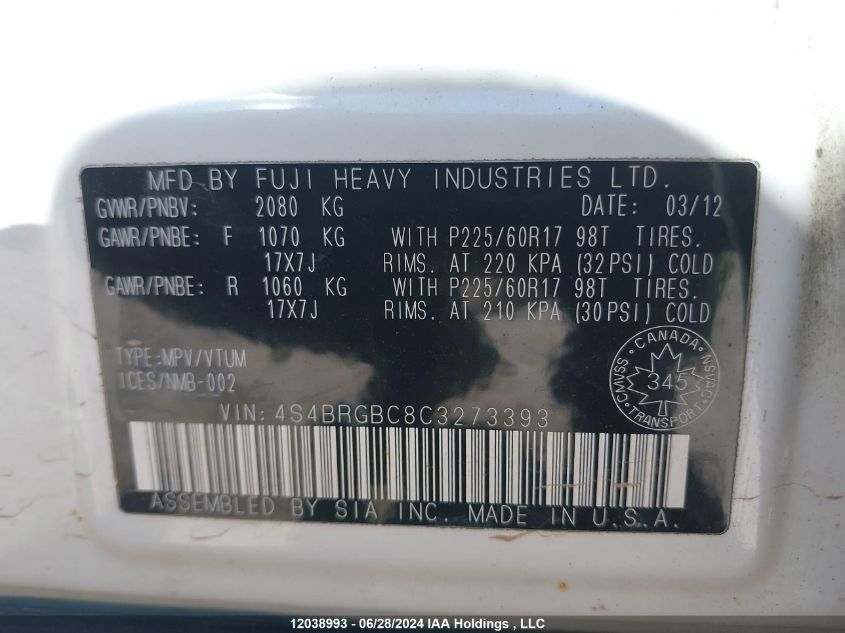 MFD BY FUJI HEAVY INDUSTRIES LTD.
GVWR/PNBV: 2080 KG DATE: 03/12
GAWR/PNBE: F 1070 KG WITH P225/60R17 98T TIRES.
17X7J RIMS. AT 220 KPA (32PSI) COLD
GAWR/PNBE: R 1060 KG WITH P225/60R17 98T TIRES.
17X7J RIMS. AT 210 KPA (30PSI) COLD
TYPE:MPV/VTUM
ICES/NMB-002
CANADA
CMVSS 345 NSVAC
TRANSPORT
VIN: 4S4BRGBC8C3273393
ASSEMBLED BY SIA INC. MADE IN U.S.A.
12038993 - 06/28/2024 IAA Holdings , LLC